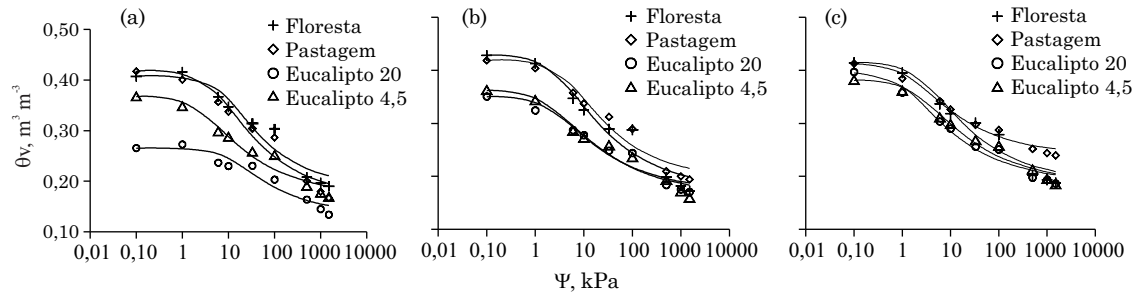 (a)
Floresta
Pastagem
Eucalipto 20
Eucalipto 4,5
(b)
Floresta
Pastagem
Eucalipto 20
Eucalipto 4,5
(c)
Floresta
Pastagem
Eucalipto 20
Eucalipto 4,5
θv, m³ m⁻³
0,50
0,40
0,30
0,20
0,10
0,01 0,10 1 10 100 1000 10000
0,01 0,10 1 10 100 1000 10000
0,01 0,10 1 10 100 1000 10000
Ψ, kPa